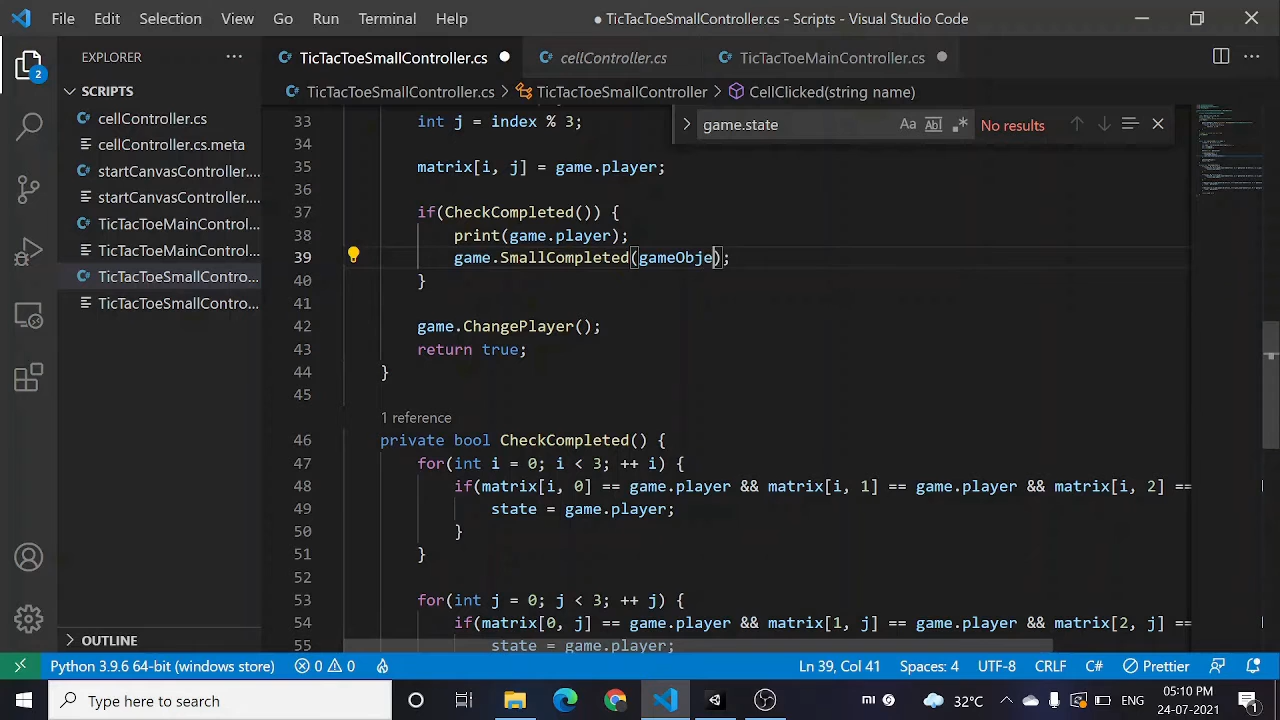 File Edit Selection View Go Run Terminal Help ● TicTacToeSmallController.cs - Scripts - Visual Studio Code
EXPLORER ...
TicTacToeSmallController.cs ●
cellController.cs
TicTacToeMainController.cs ●
TicTacToeSmallController.cs > TicTacToeSmallController > CellClicked(string name)
2
SCRIPTS
cellController.cs
cellController.cs.meta
startCanvasController....
startCanvasController....
TicTacToeMainControl...
TicTacToeMainControl...
TicTacToeSmallContro...
TicTacToeSmallContro...
OUTLINE
game.state
No results
33 int j = index % 3;
34
35 matrix[i, j] = game.player;
36
37 if(CheckCompleted()) {
38 print(game.player);
39 game.SmallCompleted(gameObje);
40 }
41
42 game.ChangePlayer();
43 return true;
44 }
45
1 reference
46 private bool CheckCompleted() {
47 for(int i = 0; i < 3; ++ i) {
48 if(matrix[i, 0] == game.player && matrix[i, 1] == game.player && matrix[i, 2] ==
49 state = game.player;
50 }
51 }
52
53 for(int j = 0; j < 3; ++ j) {
54 if(matrix[0, j] == game.player && matrix[1, j] == game.player && matrix[2, j] ==
55 state = game.player;
Python 3.9.6 64-bit (windows store) 0 0 Ln 39, Col 41 Spaces: 4 UTF-8 CRLF C# Prettier
Type here to search
32°C ENG 05:10 PM
24-07-2021
1